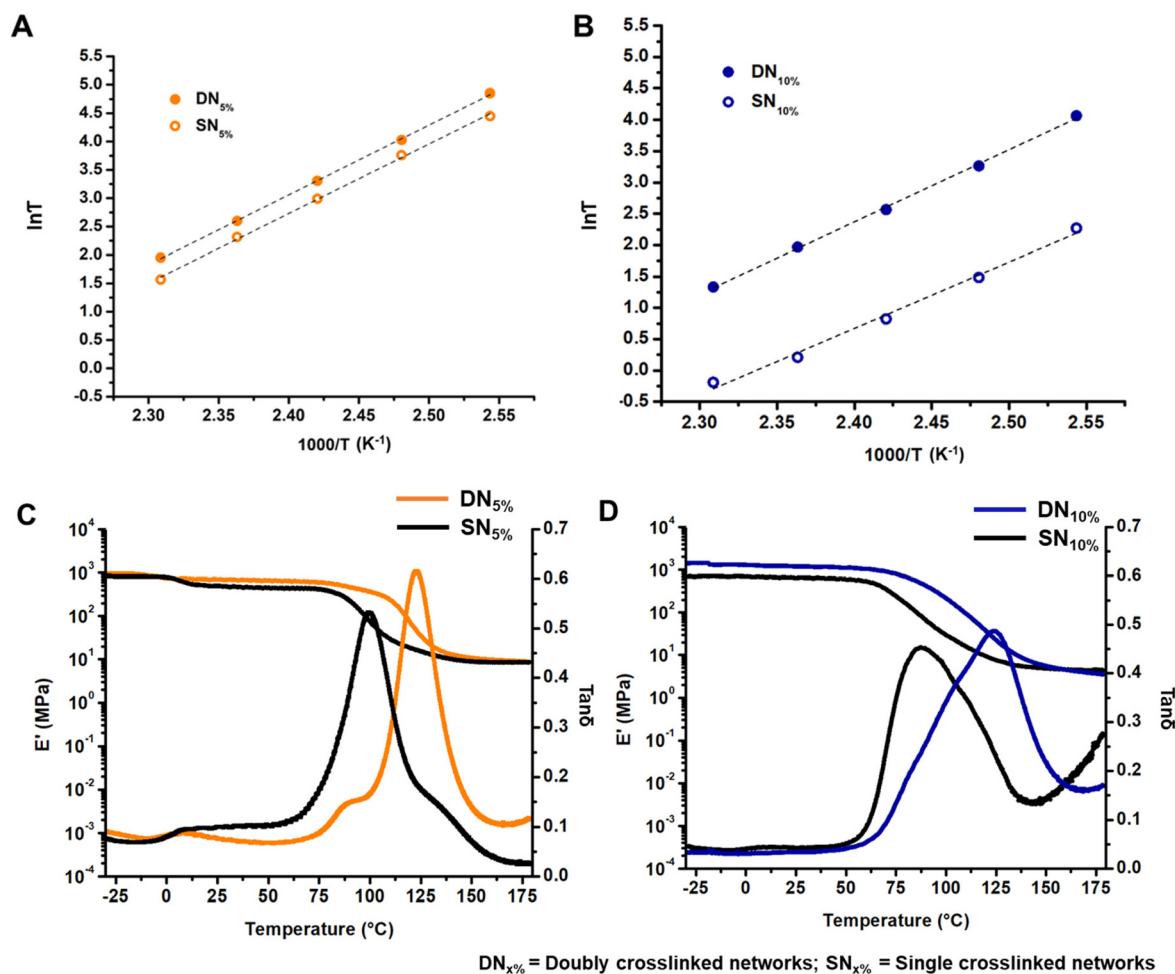 A
5.5
5.0
4.5
4.0
3.5
3.0
2.5
2.0
1.5
1.0
0.5
0.0
-0.5
lnT
DN5%
SN5%
2.30 2.35 2.40 2.45 2.50 2.55
1000/T (K-1)
B
5.5
5.0
4.5
4.0
3.5
3.0
2.5
2.0
1.5
1.0
0.5
0.0
-0.5
lnT
DN10%
SN10%
2.30 2.35 2.40 2.45 2.50 2.55
1000/T (K-1)
C
DN5%
SN5%
10^4
10^3
10^2
10^1
10^0
10^-1
10^-2
10^-3
10^-4
E' (MPa)
0.7
0.6
0.5
0.4
0.3
0.2
0.1
0.0
Tanδ
-25 0 25 50 75 100 125 150 175
Temperature (°C)
D
DN10%
SN10%
10^4
10^3
10^2
10^1
10^0
10^-1
10^-2
10^-3
10^-4
E' (MPa)
0.7
0.6
0.5
0.4
0.3
0.2
0.1
0.0
Tanδ
-25 0 25 50 75 100 125 150 175
Temperature (°C)
DNx% = Doubly crosslinked networks; SNx% = Single crosslinked networks